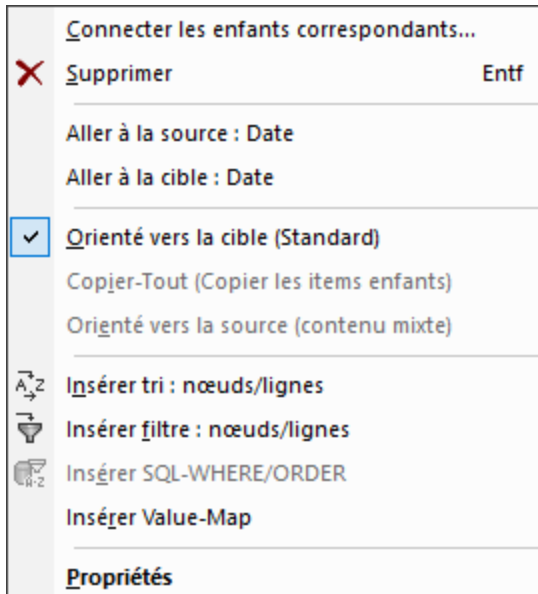 Connecter les enfants correspondants...
Supprimer Entf
Aller à la source : Date
Aller à la cible : Date
Orienté vers la cible (Standard)
Copier-Tout (Copier les items enfants)
Orienté vers la source (contenu mixte)
Insérer tri : nœuds/lignes
Insérer filtre : nœuds/lignes
Insérer SQL-WHERE/ORDER
Insérer Value-Map
Propriétés